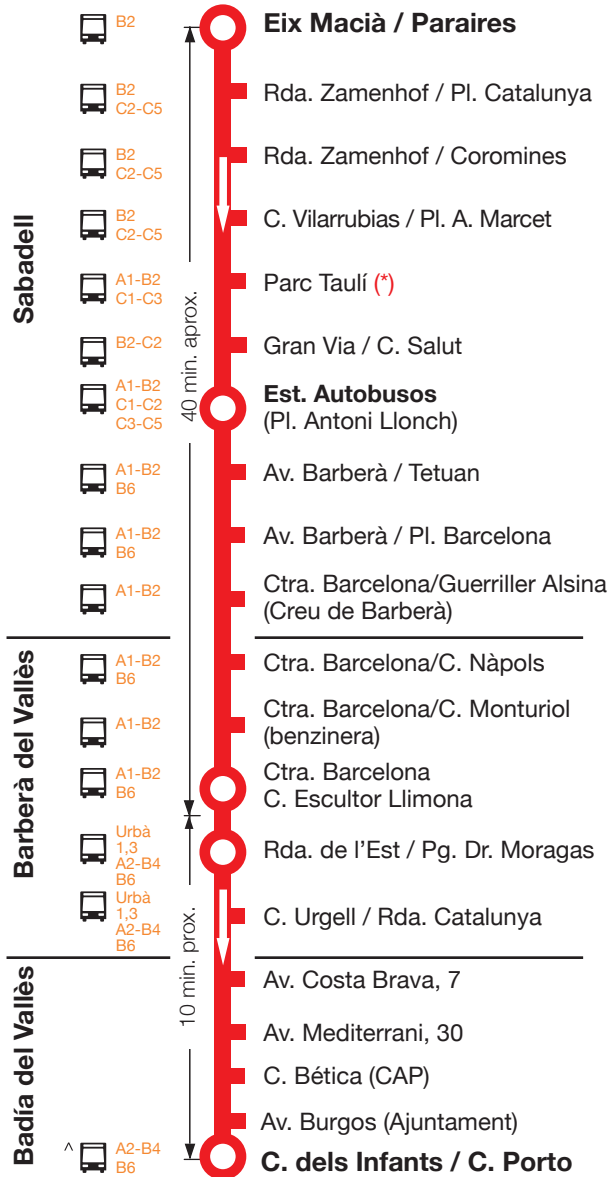 B2
Eix Macià / Paraires
B2
C2-C5
Rda. Zamenhof / Pl. Catalunya
B2
C2-C5
Rda. Zamenhof / Coromines
B2
C2-C5
C. Vilarrubias / Pl. A. Marcet
Sabadell
A1-B2
C1-C3
Parc Taulí (*)
40 min. aprox.
B2-C2
Gran Via / C. Salut
A1-B2
C1-C2
C3-C5
Est. Autobusos
(Pl. Antoni Llonch)
A1-B2
B6
Av. Barberà / Tetuan
A1-B2
B6
Av. Barberà / Pl. Barcelona
A1-B2
Ctra. Barcelona/Guerriller Alsina
(Creu de Barberà)
Barberà del Vallès
A1-B2
B6
Ctra. Barcelona/C. Nàpols
A1-B2
Ctra. Barcelona/C. Monturiol
(benzinera)
A1-B2
B6
Ctra. Barcelona
C. Escultor Llimona
Urbà
1,3
A2-B4
B6
Rda. de l'Est / Pg. Dr. Moragas
Urbà
1,3
A2-B4
B6
C. Urgell / Rda. Catalunya
10 min. prox.
Badía del Vallès
Av. Costa Brava, 7
Av. Mediterrani, 30
C. Bética (CAP)
Av. Burgos (Ajuntament)
^
A2-B4
B6
C. dels Infants / C. Porto